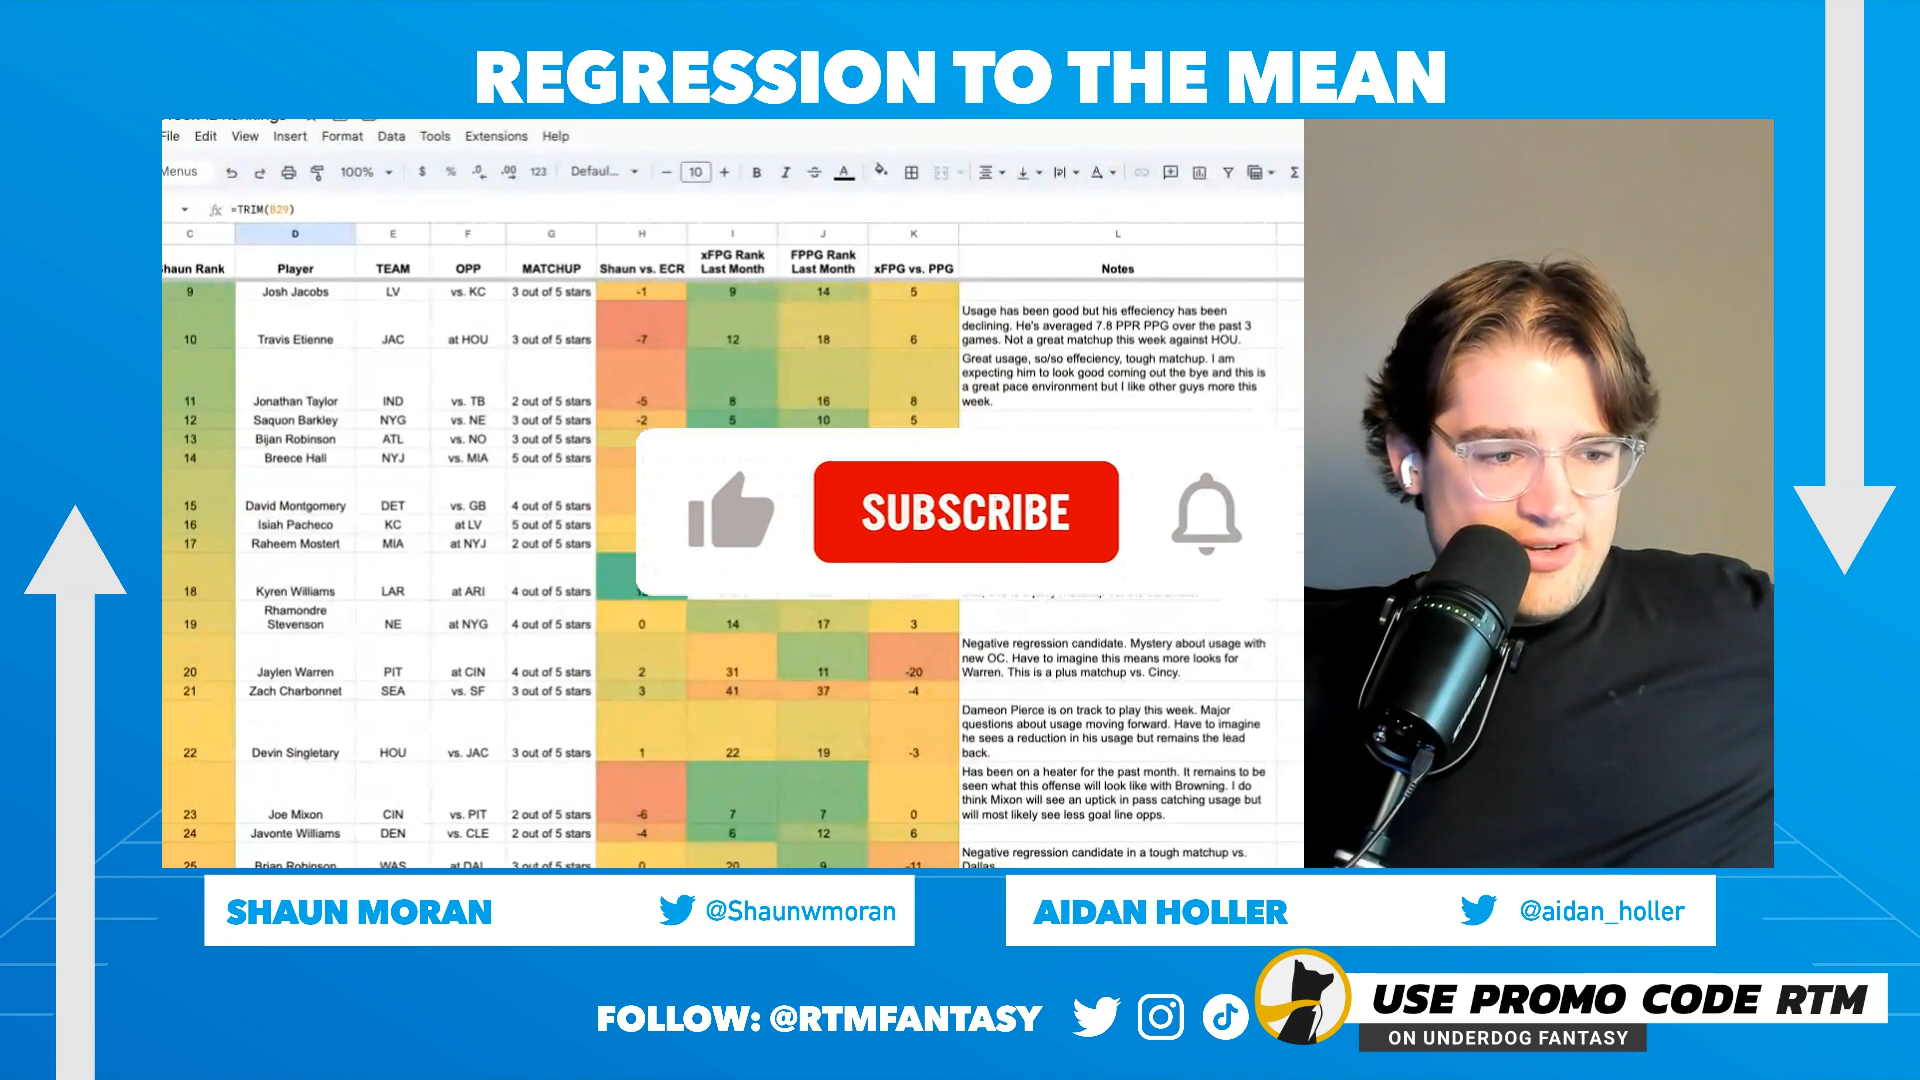 REGRESSION TO THE MEAN
File Edit View Insert Format Data Tools Extensions Help
Menus 100% $ % .0 .00 123 Defaul... − 10 + B I A Σ
fx =TRIM(B29)
C D E F G H I J K L
Shaun Rank Player TEAM OPP MATCHUP Shaun vs. ECR xFPG Rank Last Month FPPG Rank Last Month xFPG vs. PPG Notes
9 Josh Jacobs LV vs. KC 3 out of 5 stars -1 9 14 5
10 Travis Etienne JAC at HOU 3 out of 5 stars -7 12 18 6
Usage has been good but his effeciency has been
declining. He's averaged 7.8 PPR PPG over the past 3
games. Not a great matchup this week against HOU.
11 Jonathan Taylor IND vs. TB 2 out of 5 stars -5 8 16 8
Great usage, so/so effeciency, tough matchup. I am
expecting him to look good coming out the bye and this is
a great pace environment but I like other guys more this
week.
12 Saquon Barkley NYG vs. NE 3 out of 5 stars -2 5 10 5
13 Bijan Robinson ATL vs. NO 3 out of 5 stars
14 Breece Hall NYJ vs. MIA 5 out of 5 stars
15 David Montgomery DET vs. GB 4 out of 5 stars
16 Isiah Pacheco KC at LV 5 out of 5 stars
17 Raheem Mostert MIA at NYJ 2 out of 5 stars
18 Kyren Williams LAR at ARI 4 out of 5 stars
19 Rhamondre Stevenson NE at NYG 4 out of 5 stars 0 14 17 3
20 Jaylen Warren PIT at CIN 4 out of 5 stars 2 31 11 -20
Negative regression candidate. Mystery about usage with
new OC. Have to imagine this means more looks for
Warren. This is a plus matchup vs. Cincy.
21 Zach Charbonnet SEA vs. SF 3 out of 5 stars 3 41 37 -4
22 Devin Singletary HOU vs. JAC 3 out of 5 stars 1 22 19 -3
Dameon Pierce is on track to play this week. Major
questions about usage moving forward. Have to imagine
he sees a reduction in his usage but remains the lead
back.
23 Joe Mixon CIN vs. PIT 2 out of 5 stars -6 7 7 0
Has been on a heater for the past month. It remains to be
seen what this offense will look like with Browning. I do
think Mixon will see an uptick in pass catching usage but
will most likely see less goal line opps.
24 Javonte Williams DEN vs. CLE 2 out of 5 stars -4 6 12 6
25 Brian Robinson WAS at DAL 3 out of 5 stars 0 20 9 -11
Negative regression candidate in a tough matchup vs.
Dallas
SUBSCRIBE
SHAUN MORAN @Shaunwmoran
AIDAN HOLLER @aidan_holler
FOLLOW: @RTMFANTASY
USE PROMO CODE RTM
ON UNDERDOG FANTASY